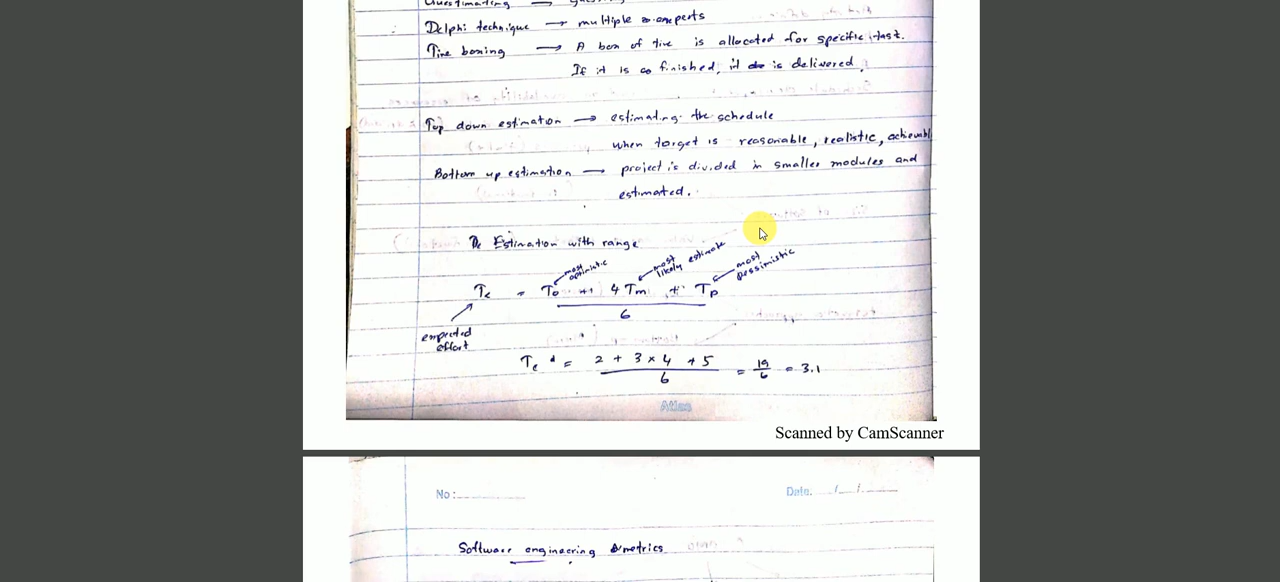 Delphi technique → multiple experts
Time boxing → A box of time is allocated for specific task.
If it is finished, it is delivered.
Top down estimation → estimating the schedule
when target is reasonable, realistic, achievabl
Bottom up estimation → project is divided in smaller modules and
estimated.
Estimation with range
most optimistic
most likely estimate
most pessimistic
Te = To + 4 Tm + Tp
6
expected effort
Te = 2 + 3 x 4 + 5
6
= 19/6 = 3.1
Atlas
Scanned by CamScanner
No:
Date. / /
Software engineering metrics